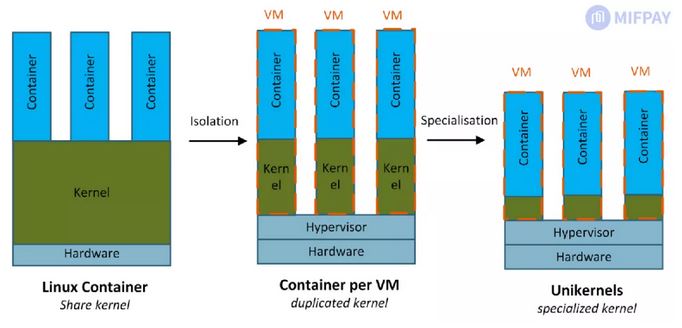 MIFPAY
VM
VM
VM
Container
Container
Container
Kernel
Hardware
Linux Container
Share kernel
Isolation
Container
Container
Container
Kern
el
Kern
el
Kern
el
Hypervisor
Hardware
Container per VM
duplicated kernel
Specialisation
VM
VM
VM
Container
Container
Container
Hypervisor
Hardware
Unikernels
specialized kernel